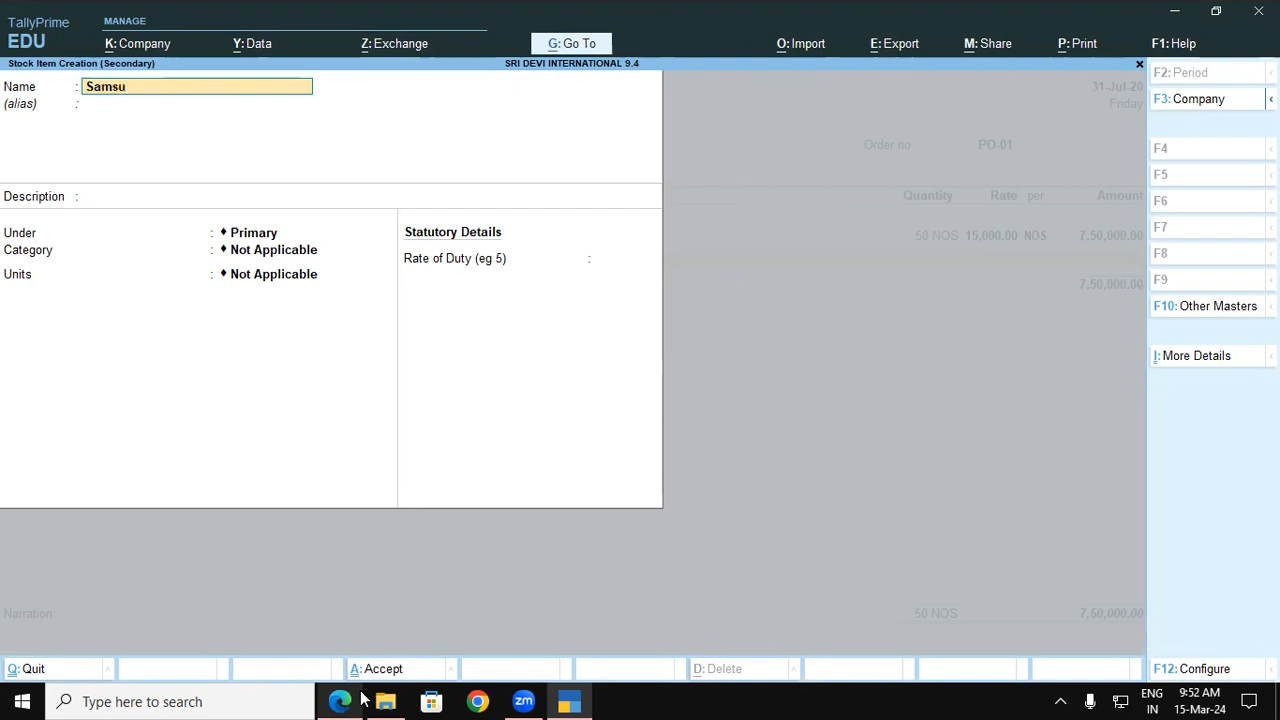 TallyPrime
EDU
MANAGE
K: Company
Y: Data
Z: Exchange
G: Go To
O: Import
E: Export
M: Share
P: Print
F1: Help
Stock Item Creation (Secondary)
SRI DEVI INTERNATIONAL 9.4
Name : Samsu
(alias) :
Description :
Under : ♦ Primary
Category : ♦ Not Applicable
Units : ♦ Not Applicable
Statutory Details
Rate of Duty (eg 5) :
31-Jul-20
Friday
Order no PO-01
Quantity Rate per Amount
50 NOS 15,000.00 NOS 7,50,000.00
7,50,000.00
Narration
50 NOS 7,50,000.00
F2: Period
F3: Company
F4
F5
F6
F7
F8
F9
F10: Other Masters
I: More Details
Q: Quit
A: Accept
D: Delete
F12: Configure
Type here to search
zm
ENG
IN
9:52 AM
15-Mar-24